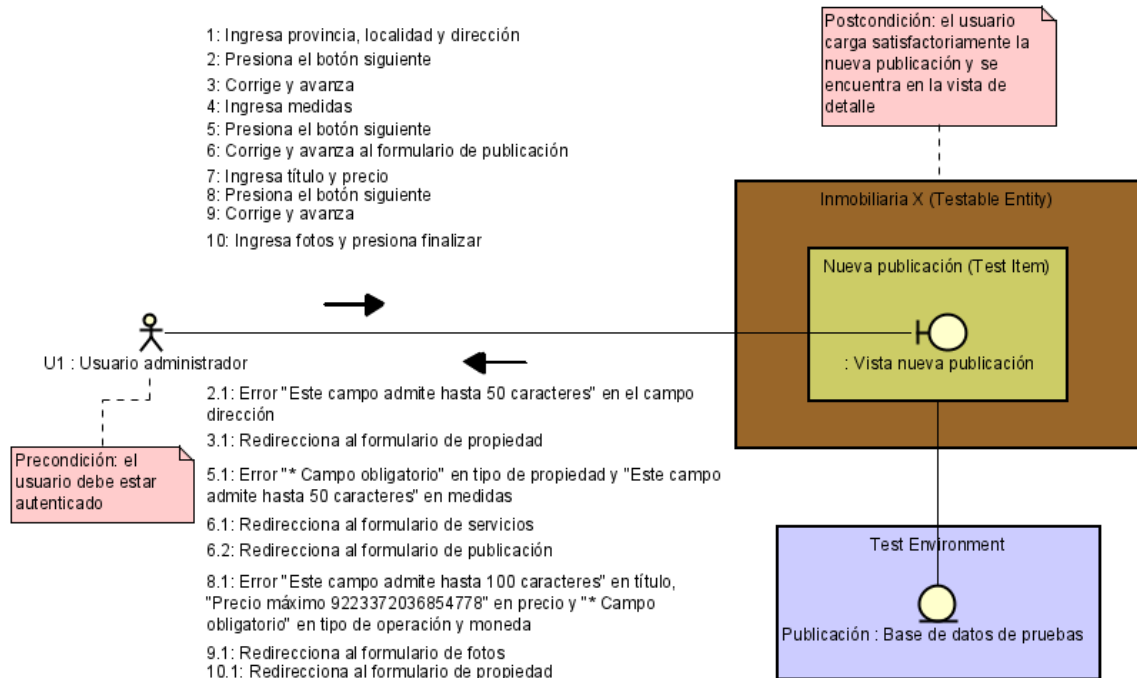 1: Ingresa provincia, localidad y dirección
2: Presiona el botón siguiente
3: Corrige y avanza
4: Ingresa medidas
5: Presiona el botón siguiente
6: Corrige y avanza al formulario de publicación
7: Ingresa título y precio
8: Presiona el botón siguiente
9: Corrige y avanza
10: Ingresa fotos y presiona finalizar
Postcondición: el usuario
carga satisfactoriamente la
nueva publicación y se
encuentra en la vista de
detalle
Inmobiliaria X (Testable Entity)
Nueva publicación (Test Item)
: Vista nueva publicación
U1 : Usuario administrador
Precondición: el
usuario debe estar
autenticado
2.1: Error "Este campo admite hasta 50 caracteres" en el campo
dirección
3.1: Redirecciona al formulario de propiedad
5.1: Error "* Campo obligatorio" en tipo de propiedad y "Este campo
admite hasta 50 caracteres" en medidas
6.1: Redirecciona al formulario de servicios
6.2: Redirecciona al formulario de publicación
8.1: Error "Este campo admite hasta 100 caracteres" en título,
"Precio máximo 9223372036854778" en precio y "* Campo
obligatorio" en tipo de operación y moneda
9.1: Redirecciona al formulario de fotos
10.1: Redirecciona al formulario de propiedad
Test Environment
Publicación : Base de datos de pruebas